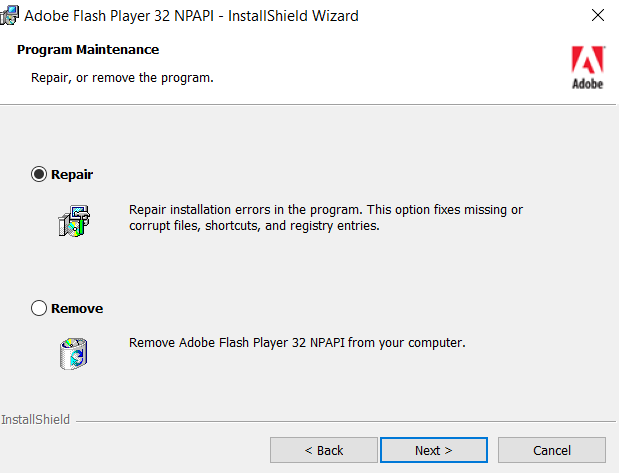 Adobe Flash Player 32 NPAPI - InstallShield Wizard
Program Maintenance
Repair, or remove the program.
Adobe
Repair
Repair installation errors in the program. This option fixes missing or
corrupt files, shortcuts, and registry entries.
Remove
Remove Adobe Flash Player 32 NPAPI from your computer.
InstallShield
< Back
Next >
Cancel